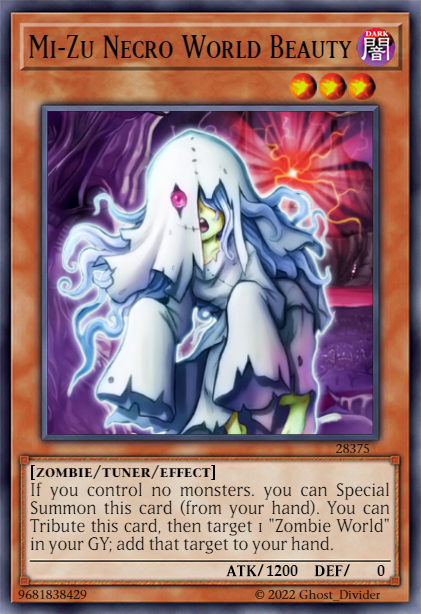 Mi-Zu Necro World Beauty
DARK
闇
28375
[ZOMBIE/TUNER/EFFECT]
If you control no monsters. you can Special
Summon this card (from your hand). You can
Tribute this card, then target 1 "Zombie World"
in your GY; add that target to your hand.
ATK/1200 DEF/ 0
9681838429 © 2022 Ghost_Divider